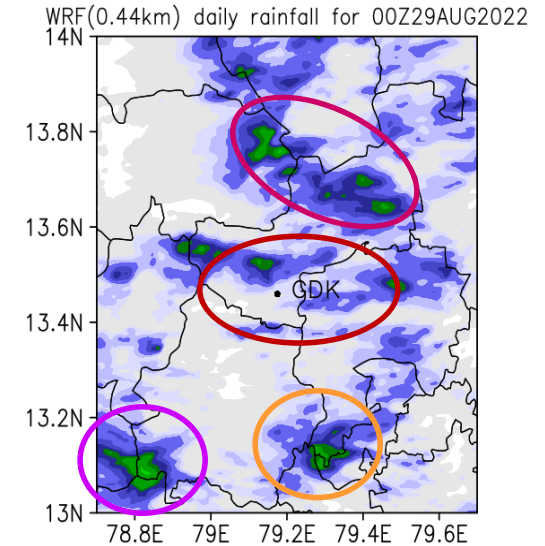 WRF(0.44km) daily rainfall for 00Z29AUG2022
14N
13.8N
13.6N
GDK
13.4N
13.2N
13N
78.8E 79E 79.2E 79.4E 79.6E